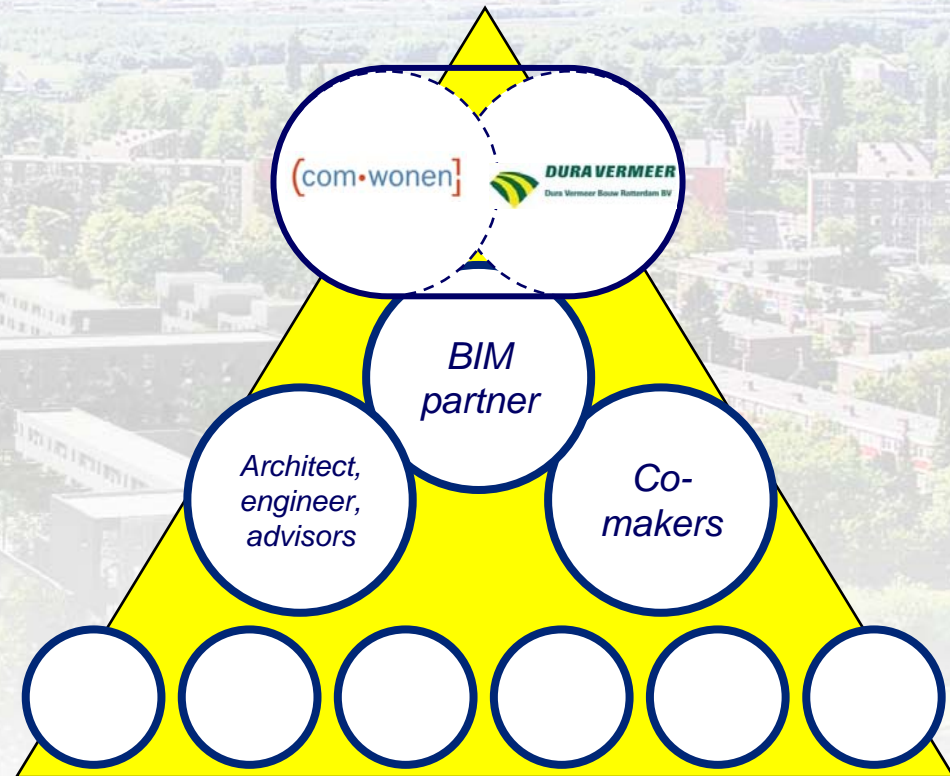 (com•wonen]
DURA VERMEER
Dura Vermeer Bouw Rotterdam BV
BIM
partner
Architect,
engineer,
advisors
Co-
makers